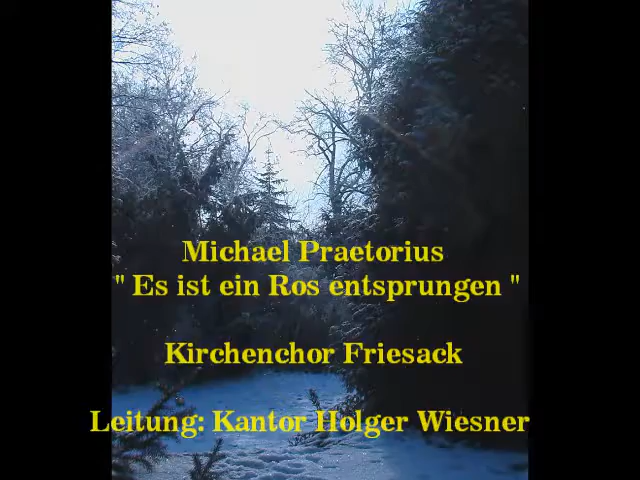 Michael Praetorius
" Es ist ein Ros entsprungen "
Kirchenchor Friesack
Leitung: Kantor Holger Wiesner